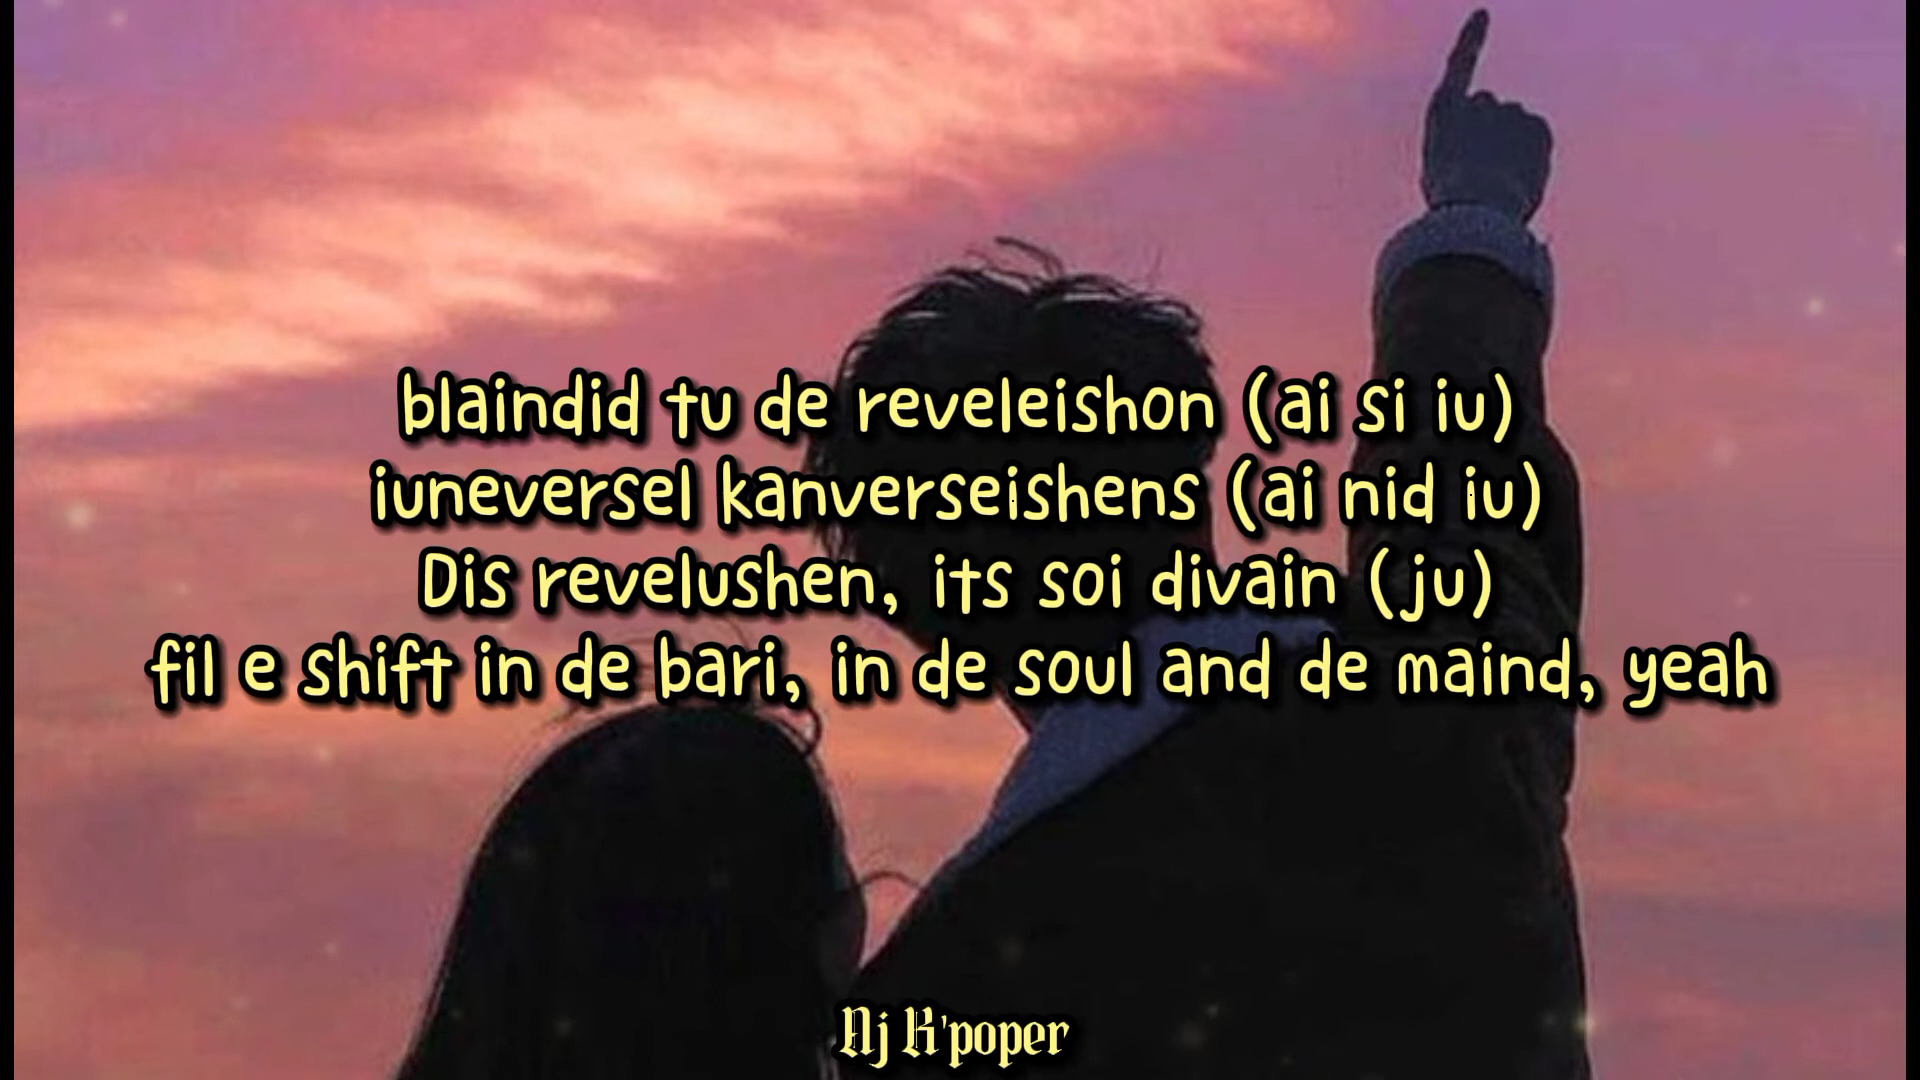 blaindid tu de reveleishon (ai si iu)
iuneversel kanverseishens (ai nid iu)
Dis revelushen, its soi divain (ju)
fil e shift in de bari, in de soul and de maind, yeah
Aj K'poper